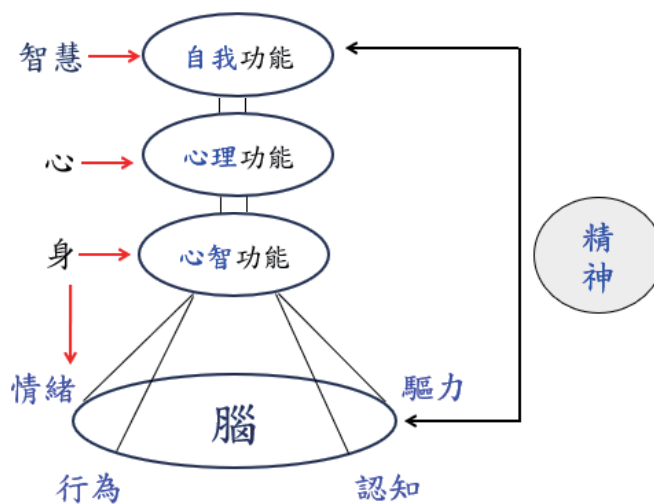 智慧
自我功能
心
心理功能
身
心智功能
精
神
情緒
驅力
腦
行為
認知